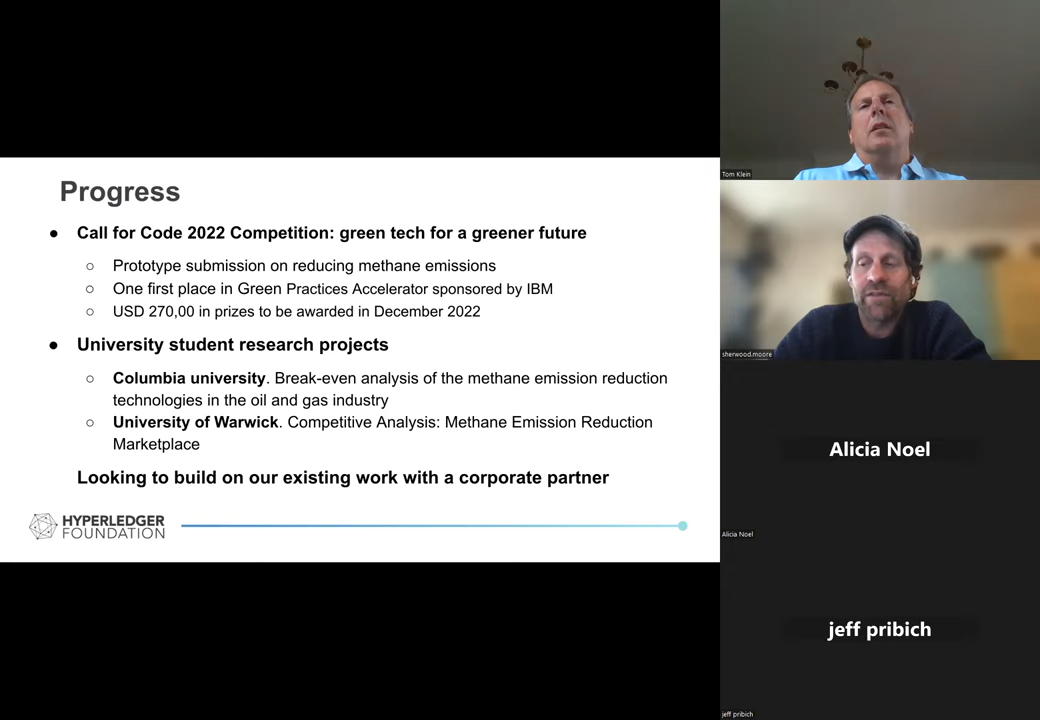 Progress
● Call for Code 2022 Competition: green tech for a greener future
○ Prototype submission on reducing methane emissions
○ One first place in Green Practices Accelerator sponsored by IBM
○ USD 270,00 in prizes to be awarded in December 2022
● University student research projects
○ Columbia university. Break-even analysis of the methane emission reduction
technologies in the oil and gas industry
○ University of Warwick. Competitive Analysis: Methane Emission Reduction
Marketplace
Looking to build on our existing work with a corporate partner
HYPERLEDGER
FOUNDATION
Tom Klein
sherwood.moore
Alicia Noel
Alicia Noel
jeff pribich
jeff pribich